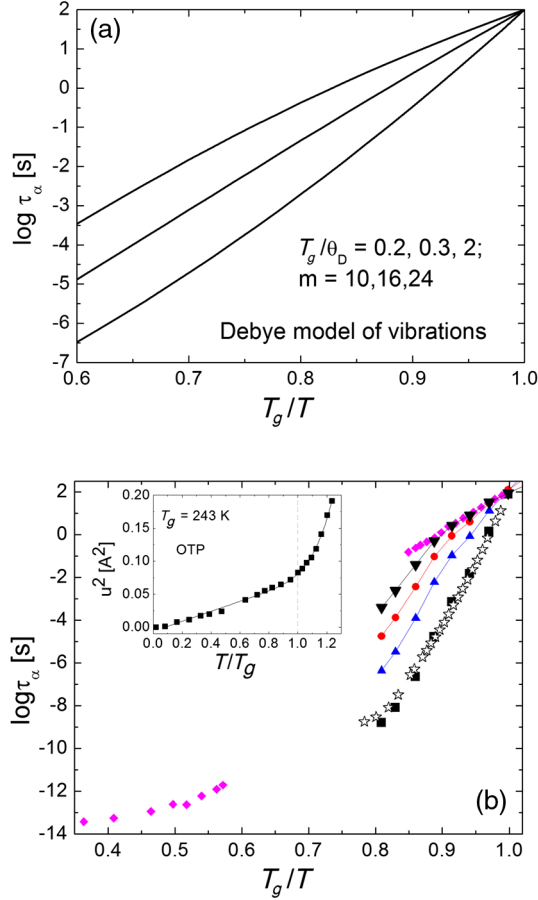 2
(a)
1
0
-1
log τα [s]
-2
-3
-4
Tg/θD = 0.2, 0.3, 2;
m = 10,16,24
-5
-6
Debye model of vibrations
-7
0.6 0.7 0.8 0.9 1.0
Tg/T
2
0
-2
-4
-6
-8
-10
-12
-14
logτα [s]
0.20
0.15
0.10
0.05
0.00
u² [A²]
Tg = 243 K
OTP
0.0 0.2 0.4 0.6 0.8 1.0 1.2
T/Tg
(b)
0.4 0.5 0.6 0.7 0.8 0.9 1.0
Tg/T